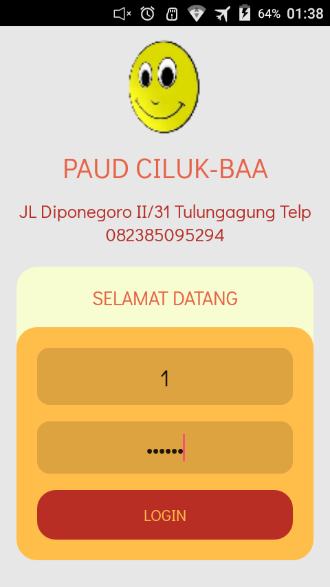 64% 01:38
PAUD CILUK-BAA
JL Diponegoro II/31 Tulungagung Telp
082385095294
SELAMAT DATANG
1
••••••
LOGIN